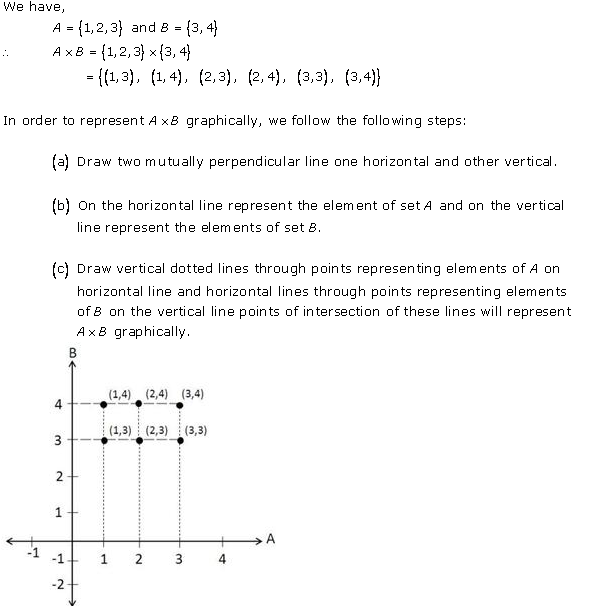 We have,
A = {1,2,3} and B = {3,4}
∴ A × B = {1,2,3} × {3,4}
= {(1,3), (1,4), (2,3), (2,4), (3,3), (3,4)}
In order to represent A × B graphically, we follow the following steps:
(a) Draw two mutually perpendicular line one horizontal and other vertical.
(b) On the horizontal line represent the element of set A and on the vertical
line represent the elements of set B.
(c) Draw vertical dotted lines through points representing elements of A on
horizontal line and horizontal lines through points representing elements
of B on the vertical line points of intersection of these lines will represent
A × B graphically.
B
(1,4) (2,4) (3,4)
4
(1,3) (2,3) (3,3)
3
2
1
A
-1 -1 1 2 3 4
-2